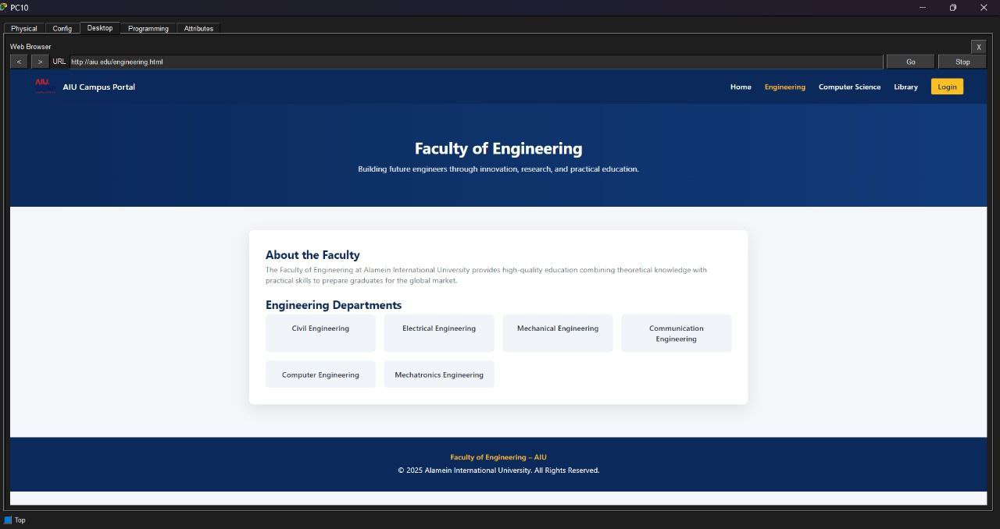 PC10
Physical Config Desktop Programming Attributes
Web Browser X
< > URL http://aiu.edu/engineering.html Go Stop
AIU. AIU Campus Portal Home Engineering Computer Science Library Login
Faculty of Engineering
Building future engineers through innovation, research, and practical education.
About the Faculty
The Faculty of Engineering at Alamein International University provides high-quality education combining theoretical knowledge with
practical skills to prepare graduates for the global market.
Engineering Departments
Civil Engineering
Electrical Engineering
Mechanical Engineering
Communication
Engineering
Computer Engineering
Mechatronics Engineering
Faculty of Engineering – AIU
© 2025 Alamein International University. All Rights Reserved.
Top